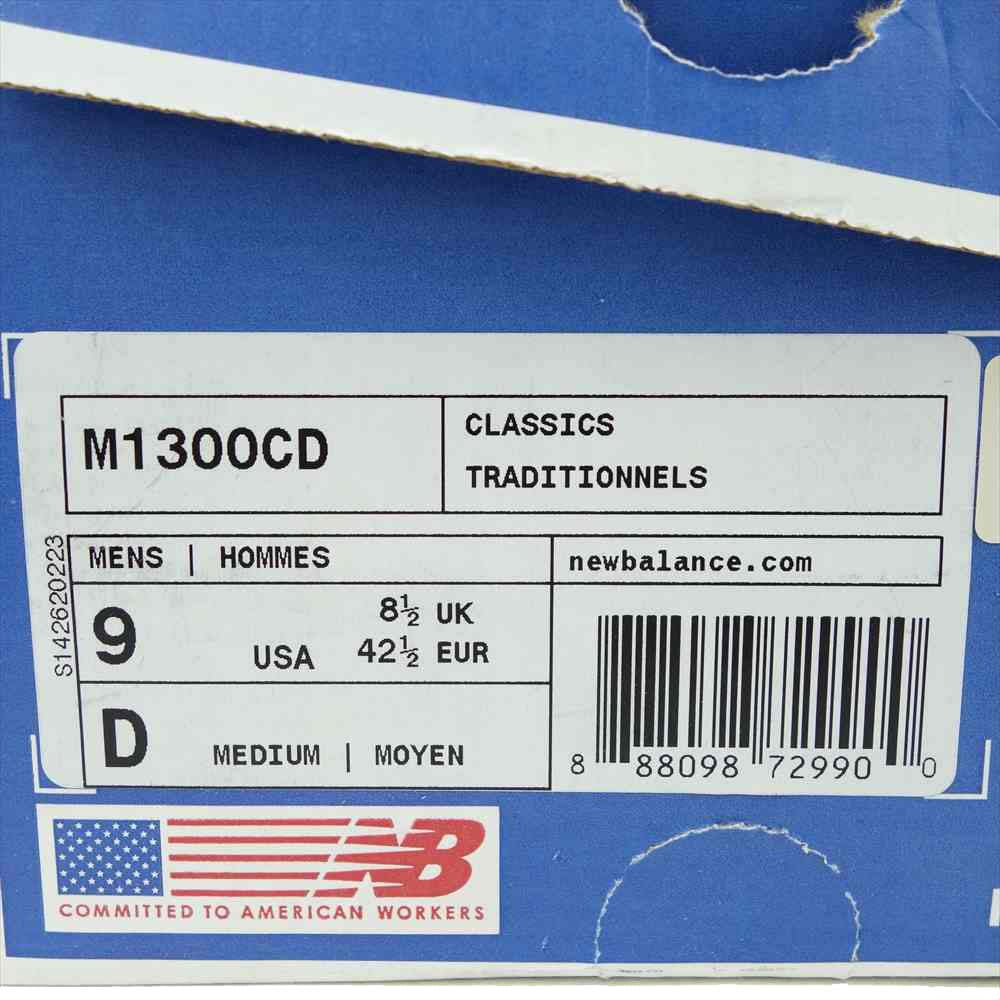 M1300CD
CLASSICS
TRADITIONNELS
S142620223
MENS | HOMMES
newbalance.com
9 USA 8½ UK
42½ EUR
D MEDIUM | MOYEN
8 88098 72990 0
NB
COMMITTED TO AMERICAN WORKERS